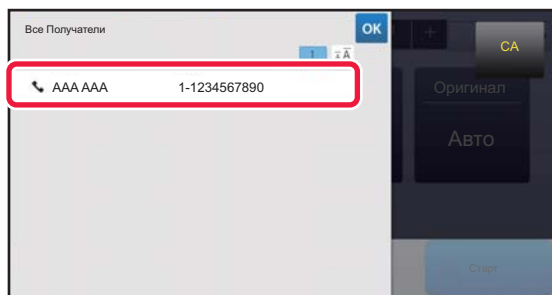 Все Получатели
OK
CA
1
AAA AAA 1-1234567890
Оригинал
Авто
Старт